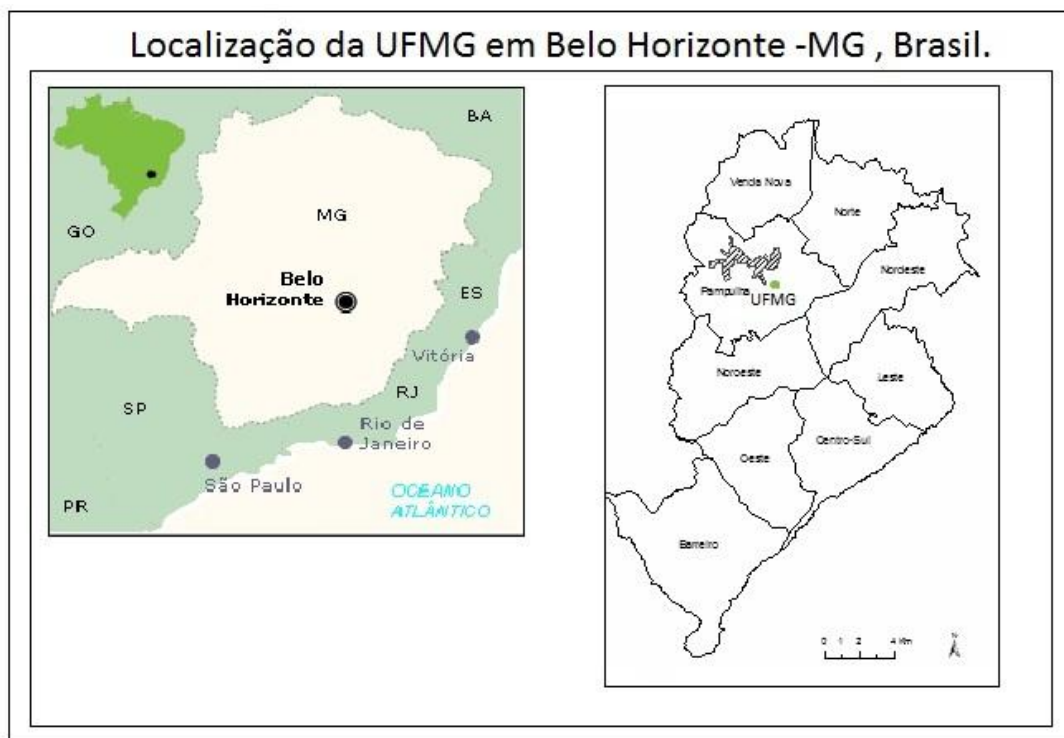 Localização da UFMG em Belo Horizonte -MG , Brasil.
BA
GO
MG
Belo
Horizonte
ES
Vitória
RJ
SP
Rio de
Janeiro
São Paulo
PR
OCEANO
ATLÂNTICO
Venda Nova
Norte
Nordeste
Pampulha
UFMG
Noroeste
Leste
Centro-Sul
Oeste
Barreiro
0 1 2 4 Km
N